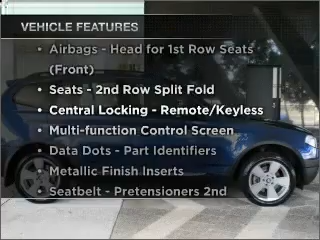 VEHICLE FEATURES
• Airbags - Head for 1st Row Seats
(Front)
• Seats - 2nd Row Split Fold
• Central Locking - Remote/Keyless
• Multi-function Control Screen
• Data Dots - Part Identifiers
• Metallic Finish Inserts
• Seatbelt - Pretensioners 2nd